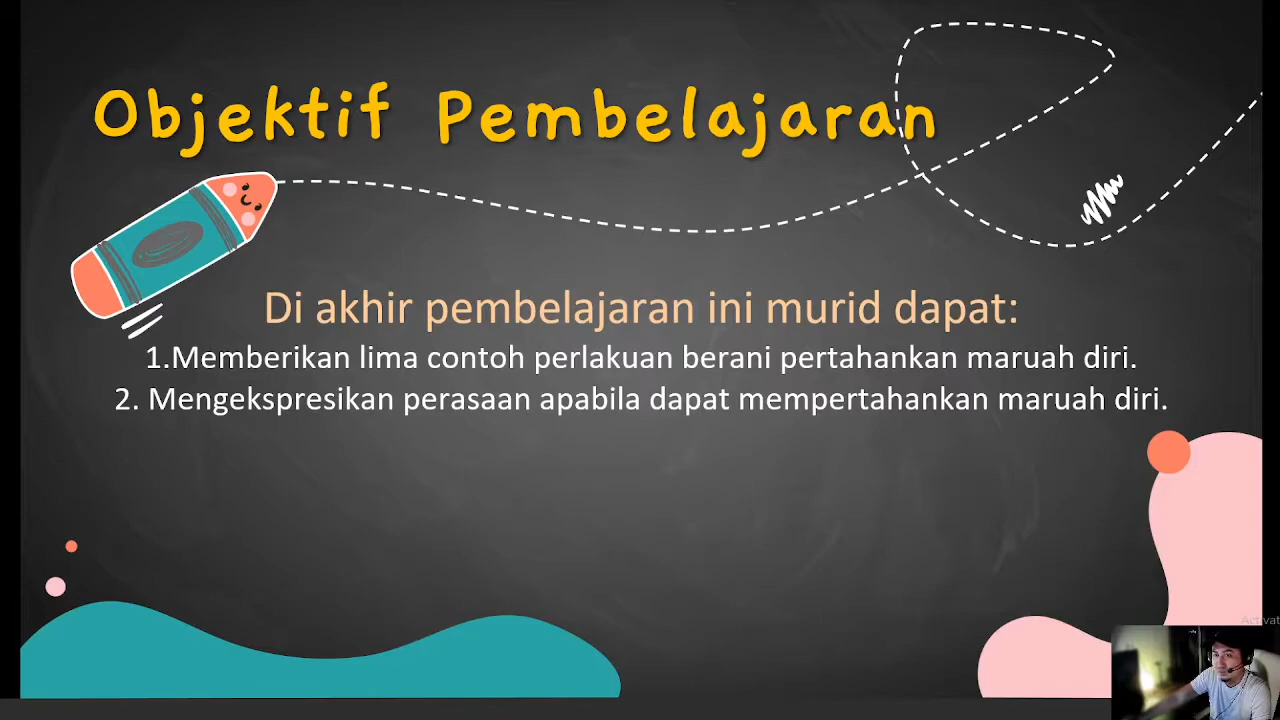 Objektif Pembelajaran
Di akhir pembelajaran ini murid dapat:
1.Memberikan lima contoh perlakuan berani pertahankan maruah diri.
2. Mengekspresikan perasaan apabila dapat mempertahankan maruah diri.
Activat